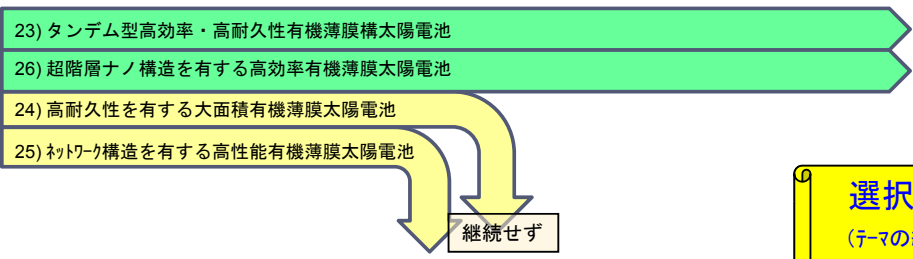 23) タンデム型高効率・高耐久性有機薄膜構太陽電池
26) 超階層ナノ構造を有する高効率有機薄膜太陽電池
24) 高耐久性を有する大面積有機薄膜太陽電池
25) ﾈｯﾄﾜｰｸ構造を有する高性能有機薄膜太陽電池
継続せず
選択
(ﾃｰﾏの